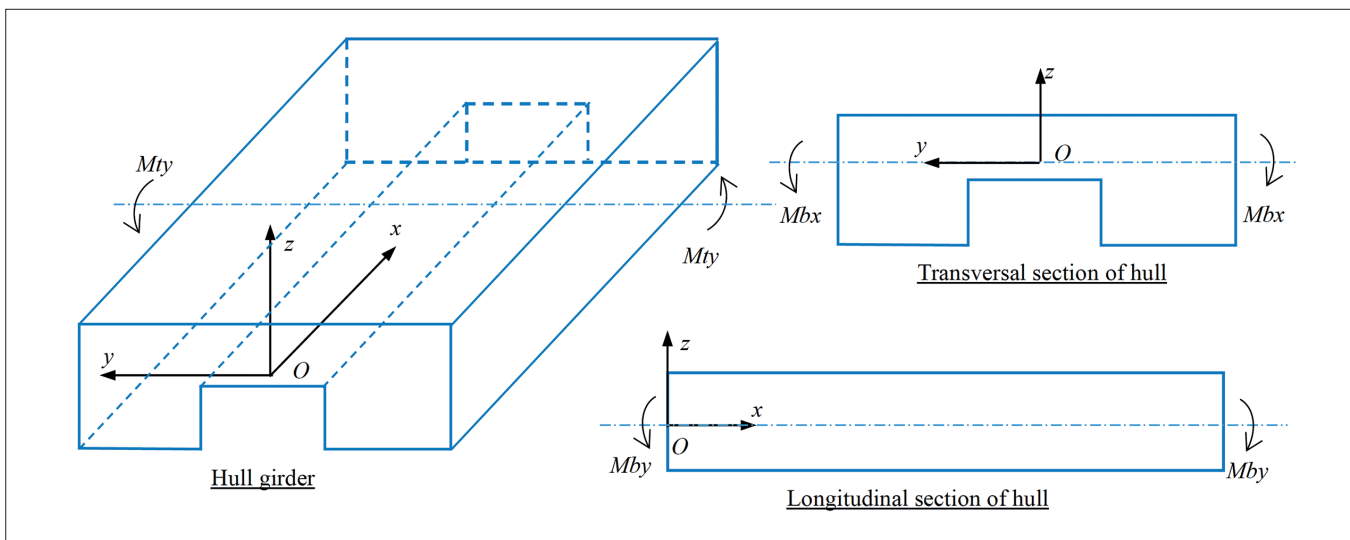 Mty
z
x
Mty
y
O
Hull girder
z
y
O
Mbx
Mbx
Transversal section of hull
z
x
O
Mby
Mby
Longitudinal section of hull